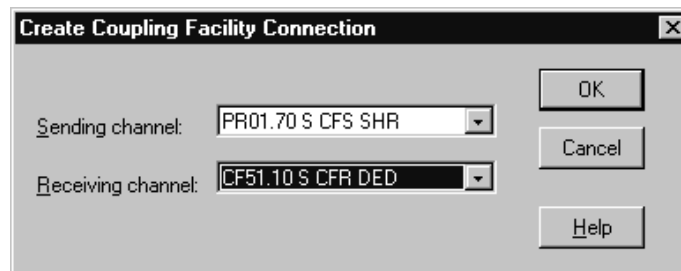 Create Coupling Facility Connection
Sending channel: PR01.70 S CFS SHR
Receiving channel: CF51.10 S CFR DED
OK
Cancel
Help